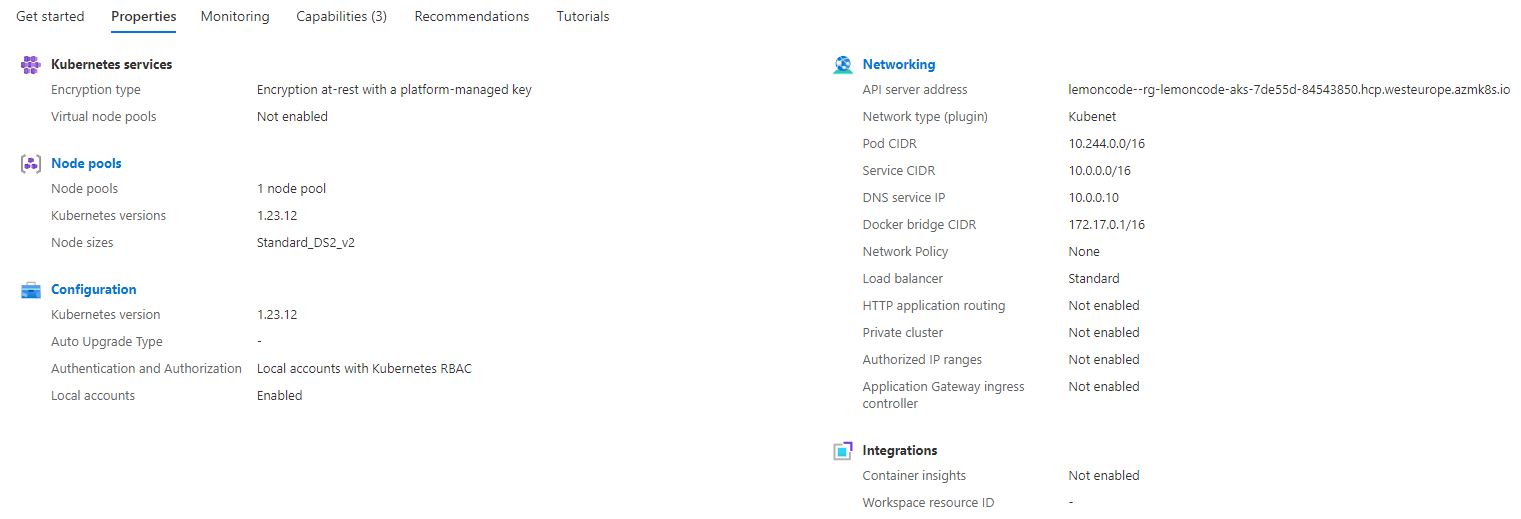 Get started Properties Monitoring Capabilities (3) Recommendations Tutorials
Kubernetes services
Encryption type Encryption at-rest with a platform-managed key
Virtual node pools Not enabled
Node pools
Node pools 1 node pool
Kubernetes versions 1.23.12
Node sizes Standard_DS2_v2
Configuration
Kubernetes version 1.23.12
Auto Upgrade Type -
Authentication and Authorization Local accounts with Kubernetes RBAC
Local accounts Enabled
Networking
API server address lemoncode--rg-lemoncode-aks-7de55d-84543850.hcp.westeurope.azmk8s.io
Network type (plugin) Kubenet
Pod CIDR 10.244.0.0/16
Service CIDR 10.0.0.0/16
DNS service IP 10.0.0.10
Docker bridge CIDR 172.17.0.1/16
Network Policy None
Load balancer Standard
HTTP application routing Not enabled
Private cluster Not enabled
Authorized IP ranges Not enabled
Application Gateway ingress Not enabled
controller
Integrations
Container insights Not enabled
Workspace resource ID -